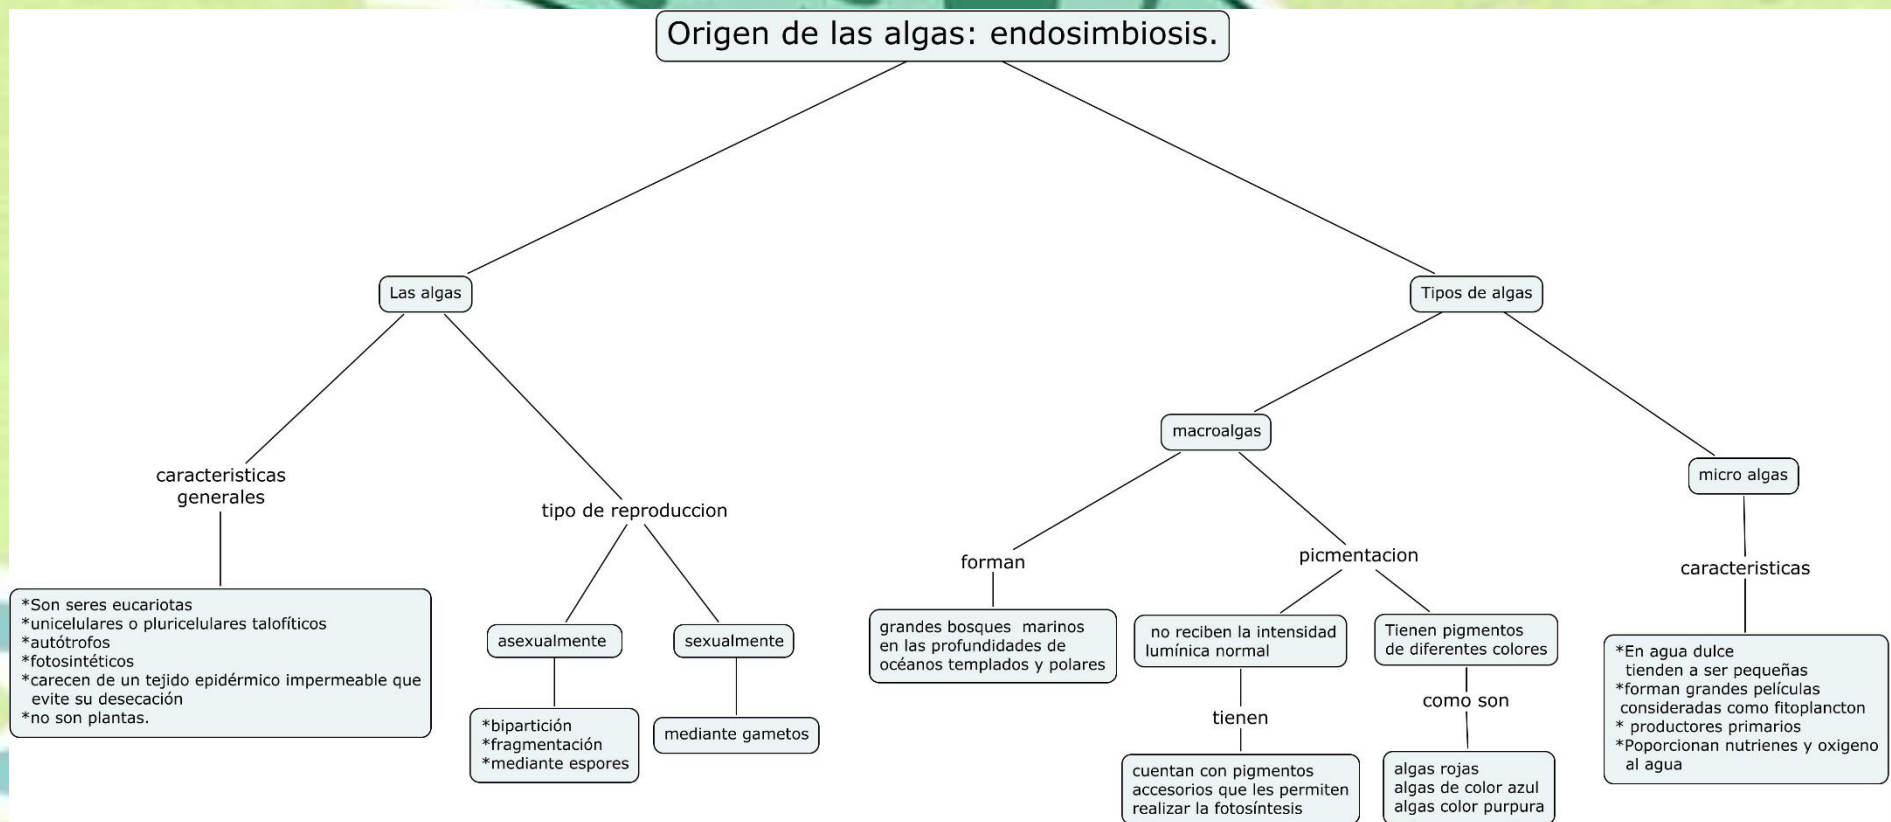 Origen de las algas: endosimbiosis.
Las algas
caracteristicas
generales
*Son seres eucariotas
*unicelulares o pluricelulares talofíticos
*autótrofos
*fotosintéticos
*carecen de un tejido epidérmico impermeable que
evite su desecación
*no son plantas.
tipo de reproduccion
asexualmente
*bipartición
*fragmentación
*mediante espores
sexualmente
mediante gametos
Tipos de algas
macroalgas
forman
grandes bosques marinos
en las profundidades de
océanos templados y polares
picmentacion
no reciben la intensidad
lumínica normal
tienen
cuentan con pigmentos
accesorios que les permiten
realizar la fotosíntesis
Tienen pigmentos
de diferentes colores
como son
algas rojas
algas de color azul
algas color purpura
micro algas
caracteristicas
*En agua dulce
tienden a ser pequeñas
*forman grandes películas
consideradas como fitoplancton
* productores primarios
*Poporcionan nutrienes y oxigeno
al agua